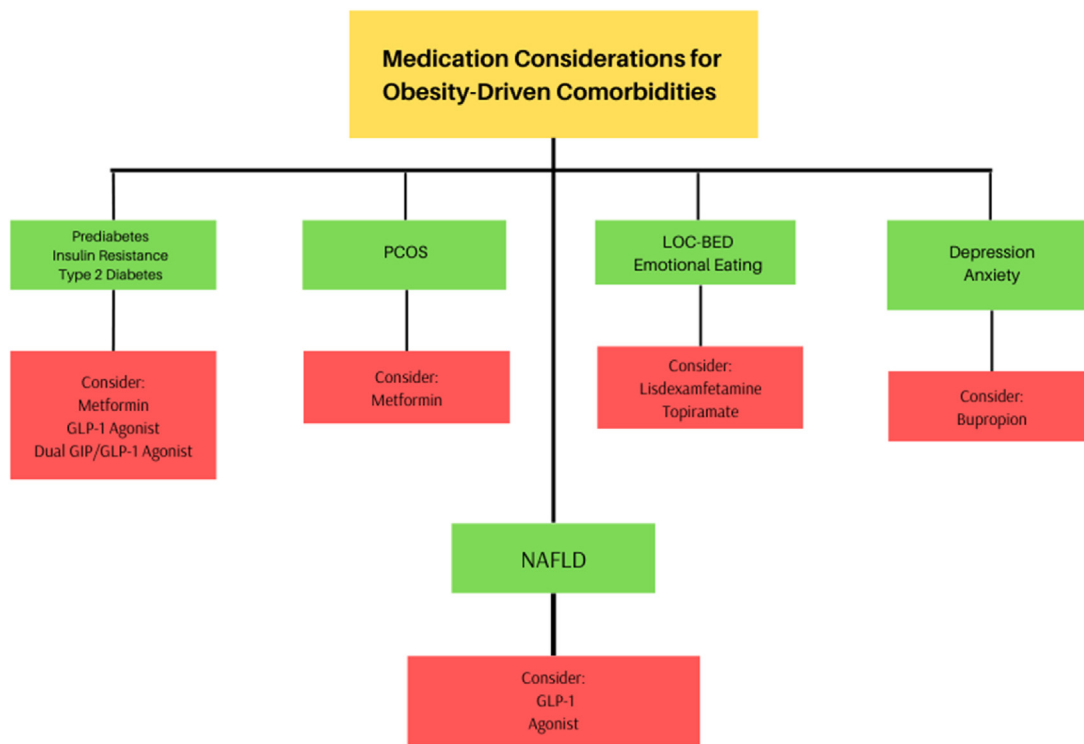 Medication Considerations for
Obesity-Driven Comorbidities
Prediabetes
Insulin Resistance
Type 2 Diabetes
Consider:
Metformin
GLP-1 Agonist
Dual GIP/GLP-1 Agonist
PCOS
Consider:
Metformin
LOC-BED
Emotional Eating
Consider:
Lisdexamfetamine
Topiramate
Depression
Anxiety
Consider:
Bupropion
NAFLD
Consider:
GLP-1
Agonist